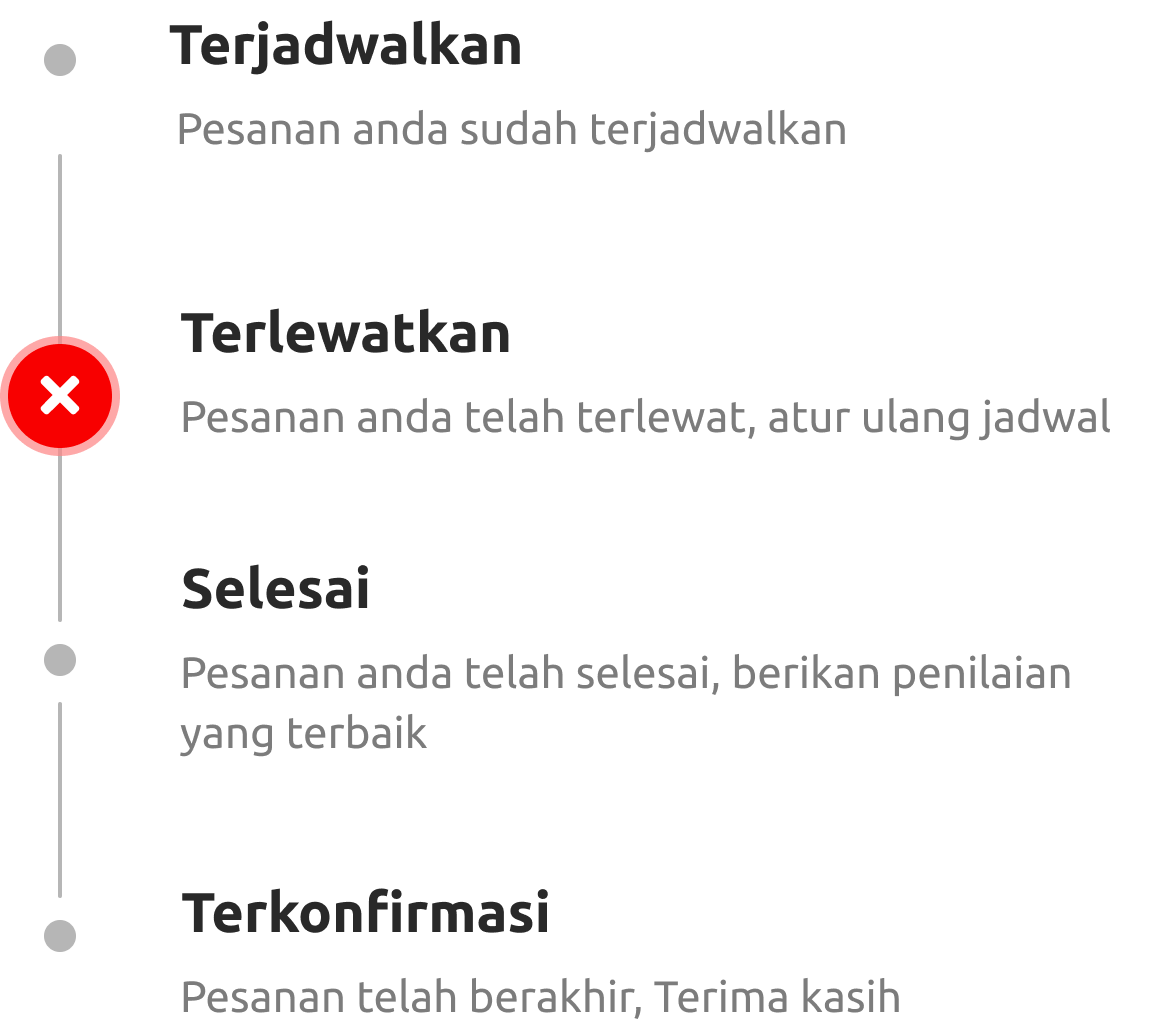 Terjadwalkan
Pesanan anda sudah terjadwalkan
Terlewatkan
Pesanan anda telah terlewat, atur ulang jadwal
Selesai
Pesanan anda telah selesai, berikan penilaian
yang terbaik
Terkonfirmasi
Pesanan telah berakhir, Terima kasih